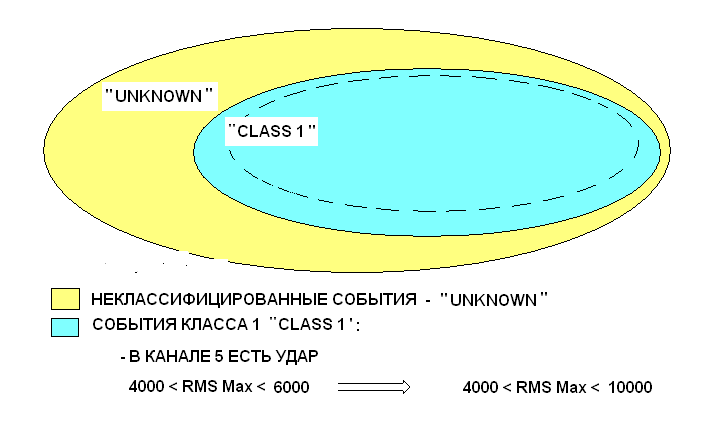 "UNKNOWN"
"CLASS 1"
НЕКЛАССИФИЦИРОВАННЫЕ СОБЫТИЯ - "UNKNOWN"
СОБЫТИЯ КЛАССА 1 "CLASS 1':
- В КАНАЛЕ 5 ЕСТЬ УДАР
4000 < RMS Max < 6000 4000 < RMS Max < 10000